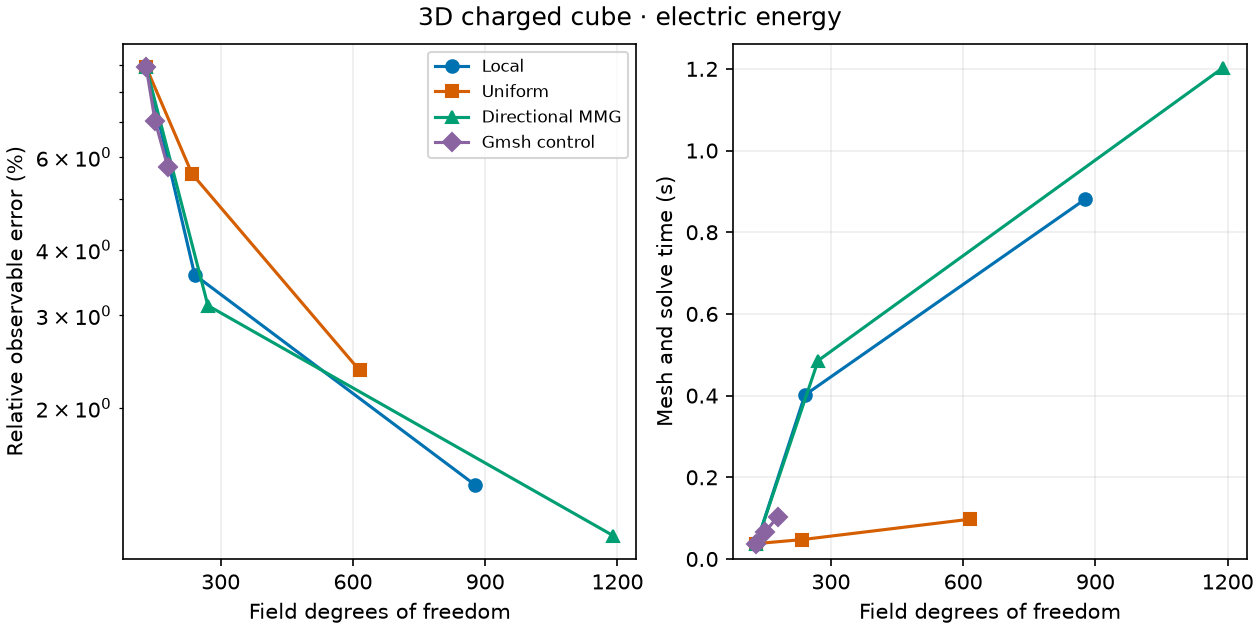 3D charged cube · electric energy
Local
Uniform
Directional MMG
Gmsh control
Relative observable error (%)
6 × 10⁰
4 × 10⁰
3 × 10⁰
2 × 10⁰
300 600 900 1200
Field degrees of freedom
Mesh and solve time (s)
1.2
1.0
0.8
0.6
0.4
0.2
0.0
300 600 900 1200
Field degrees of freedom